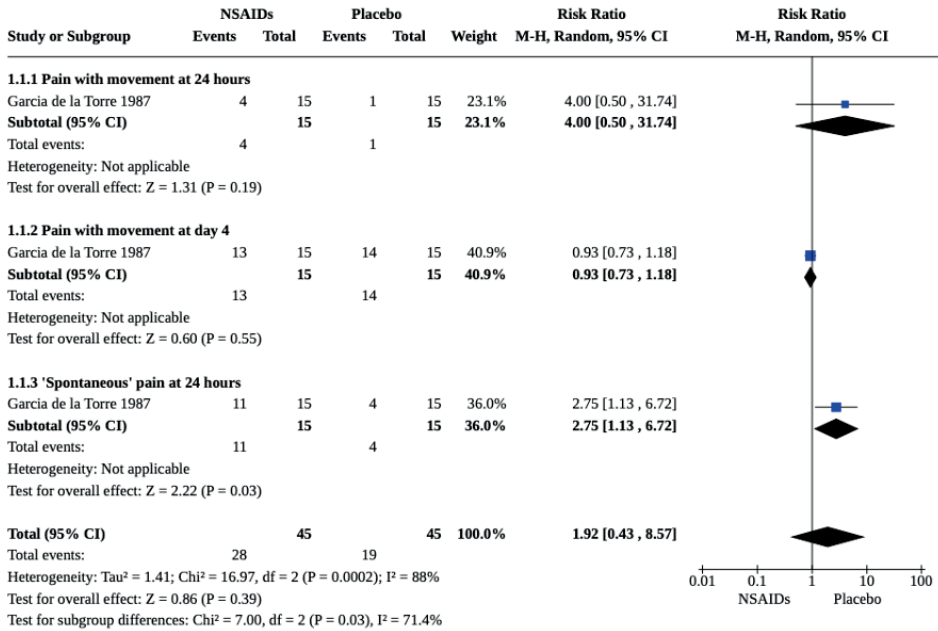 NSAIDs Placebo Risk Ratio Risk Ratio
Study or Subgroup Events Total Events Total Weight M-H, Random, 95% CI M-H, Random, 95% CI
1.1.1 Pain with movement at 24 hours
Garcia de la Torre 1987 4 15 1 15 23.1% 4.00 [0.50 , 31.74]
Subtotal (95% CI) 15 15 23.1% 4.00 [0.50 , 31.74]
Total events: 4 1
Heterogeneity: Not applicable
Test for overall effect: Z = 1.31 (P = 0.19)
1.1.2 Pain with movement at day 4
Garcia de la Torre 1987 13 15 14 15 40.9% 0.93 [0.73 , 1.18]
Subtotal (95% CI) 15 15 40.9% 0.93 [0.73 , 1.18]
Total events: 13 14
Heterogeneity: Not applicable
Test for overall effect: Z = 0.60 (P = 0.55)
1.1.3 'Spontaneous' pain at 24 hours
Garcia de la Torre 1987 11 15 4 15 36.0% 2.75 [1.13 , 6.72]
Subtotal (95% CI) 15 15 36.0% 2.75 [1.13 , 6.72]
Total events: 11 4
Heterogeneity: Not applicable
Test for overall effect: Z = 2.22 (P = 0.03)
Total (95% CI) 45 45 100.0% 1.92 [0.43 , 8.57]
Total events: 28 19
Heterogeneity: Tau² = 1.41; Chi² = 16.97, df = 2 (P = 0.0002); I² = 88%
0.01 0.1 1 10 100
Test for overall effect: Z = 0.86 (P = 0.39)
NSAIDs Placebo
Test for subgroup differences: Chi² = 7.00, df = 2 (P = 0.03), I² = 71.4%